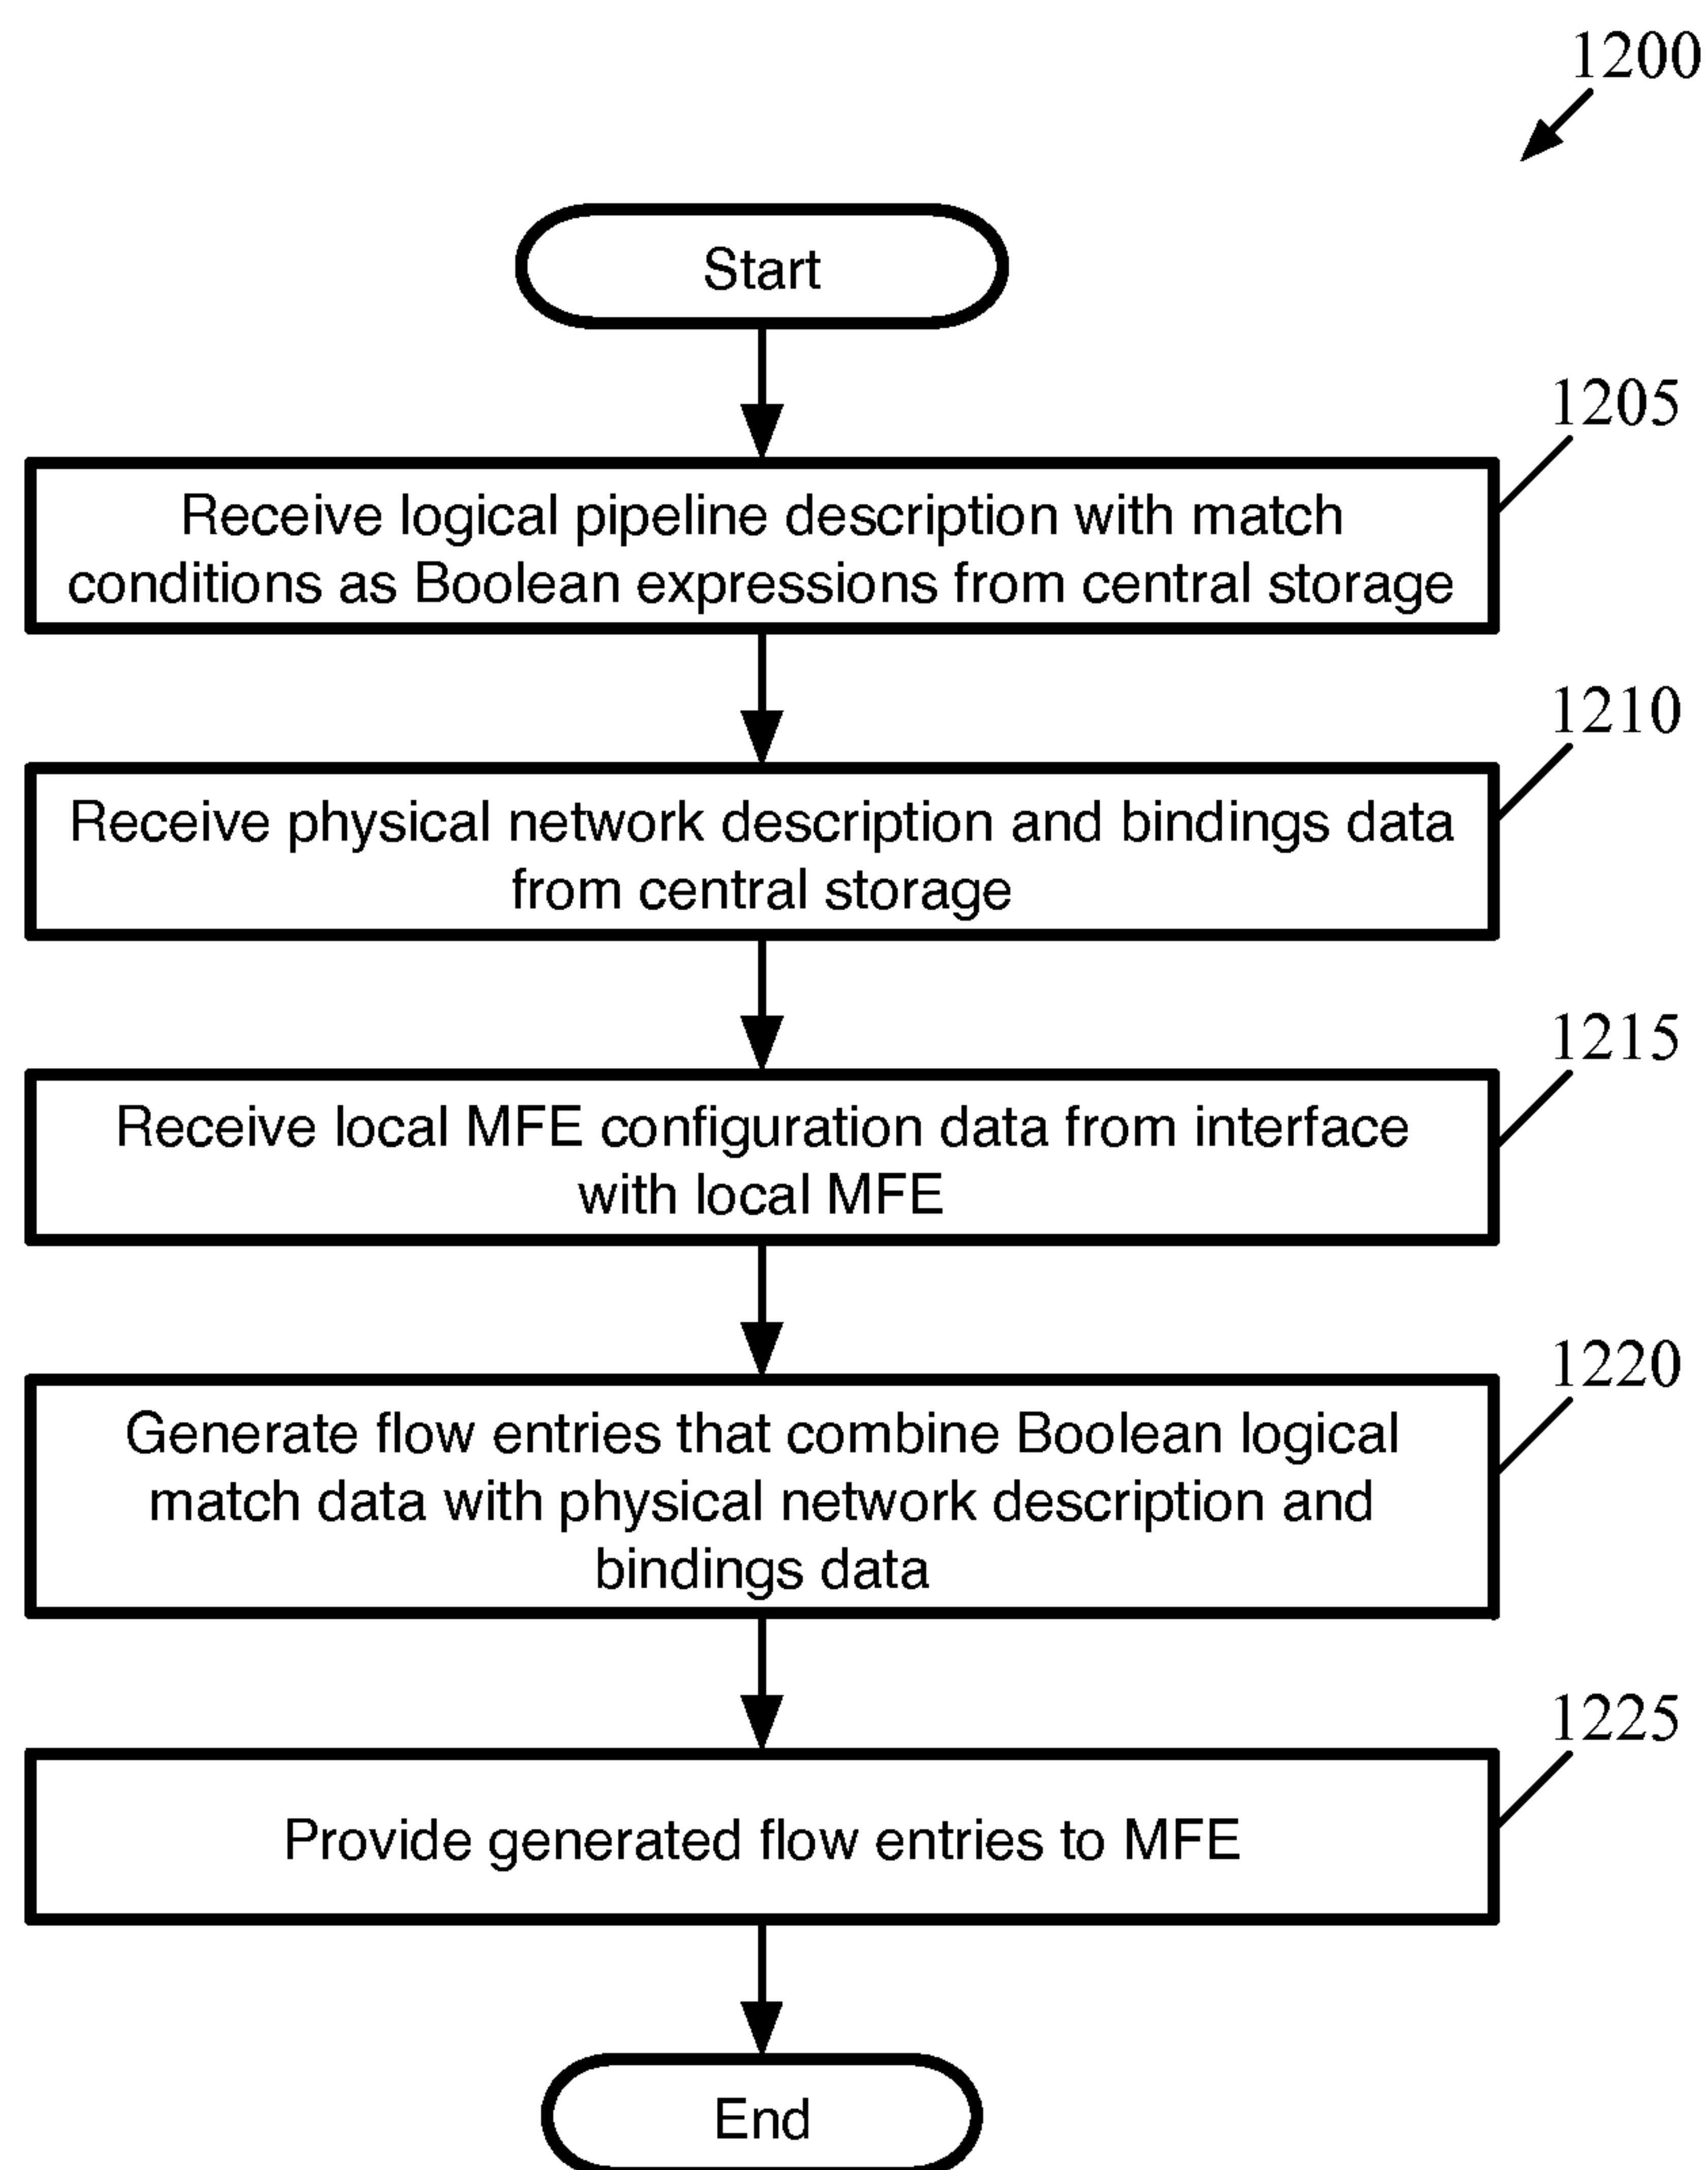 1200
Start
1205
Receive logical pipeline description with match
conditions as Boolean expressions from central storage
1210
Receive physical network description and bindings data
from central storage
1215
Receive local MFE configuration data from interface
with local MFE
1220
Generate flow entries that combine Boolean logical
match data with physical network description and
bindings data
1225
Provide generated flow entries to MFE
End